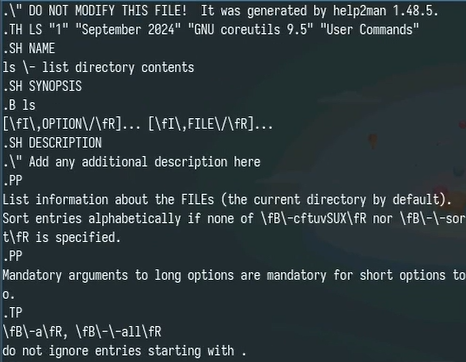 .\" DO NOT MODIFY THIS FILE!  It was generated by help2man 1.48.5.
.TH LS "1" "September 2024" "GNU coreutils 9.5" "User Commands"
.SH NAME
ls \- list directory contents
.SH SYNOPSIS
.B ls
[\fI\,OPTION\/\fR]... [\fI\,FILE\/\fR]...
.SH DESCRIPTION
.\" Add any additional description here
.PP
List information about the FILEs (the current directory by default).
Sort entries alphabetically if none of \fB\-cftuvSUX\fR nor \fB\-\-sor
t\fR is specified.
.PP
Mandatory arguments to long options are mandatory for short options to
o.
.TP
\fB\-a\fR, \fB\-\-all\fR
do not ignore entries starting with .